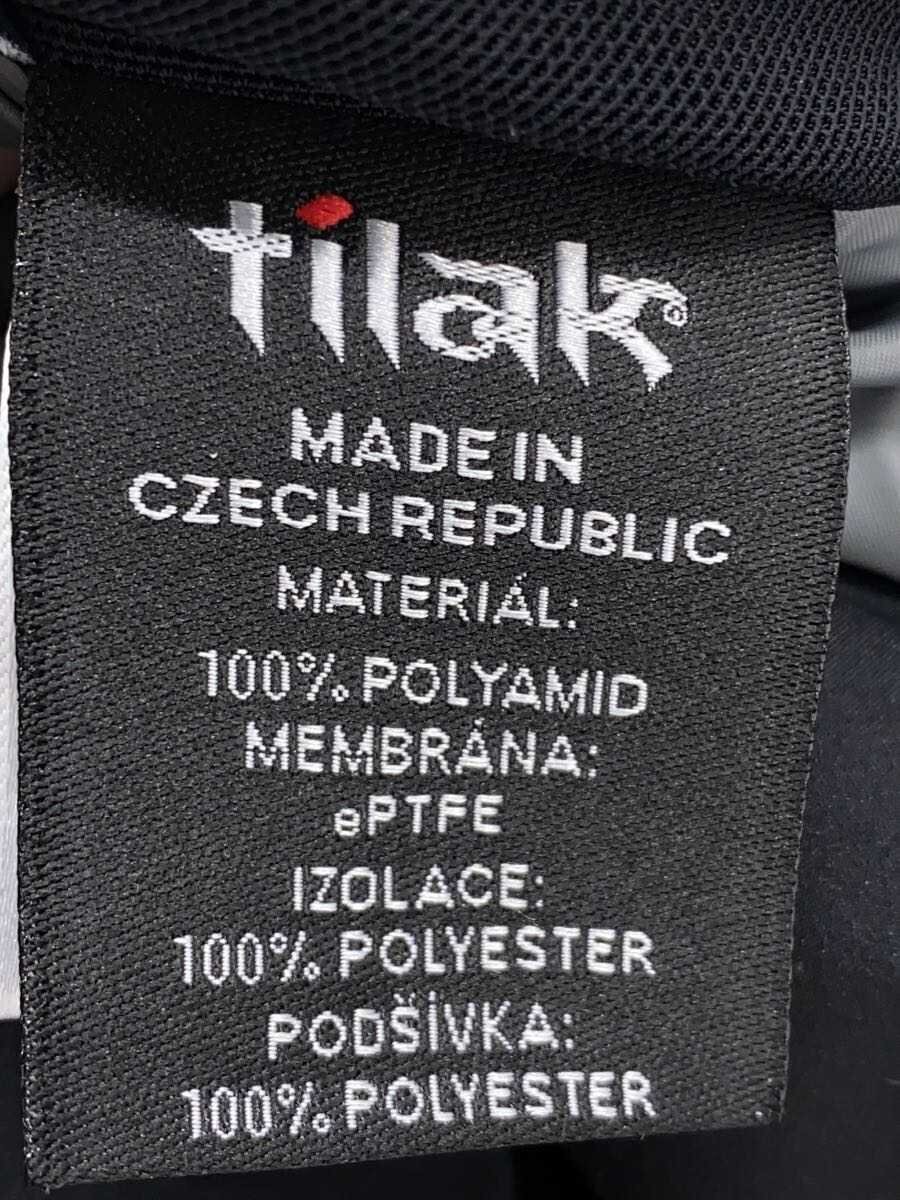 tilak®
MADE IN
CZECH REPUBLIC
MATERIÁL:
100% POLYAMID
MEMBRÁNA:
ePTFE
IZOLACE:
100% POLYESTER
PODŠÍVKA:
100% POLYESTER